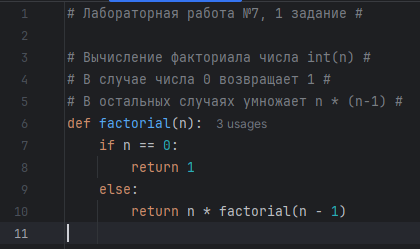 1 # Лабораторная работа №7, 1 задание #
2
3 # Вычисление факториала числа int(n) #
4 # В случае числа 0 возвращает 1 #
5 # В остальных случаях умножает n * (n-1) #
6 def factorial(n): 3 usages
7 if n == 0:
8 return 1
9 else:
10 return n * factorial(n - 1)
11